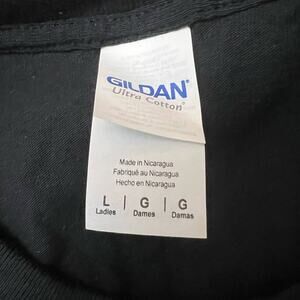 GILDAN
Ultra Cotton®
Made in Nicaragua
Fabriqué au Nicaragua
Hecho en Nicaragua
L | G | G
Ladies | Dames | Damas